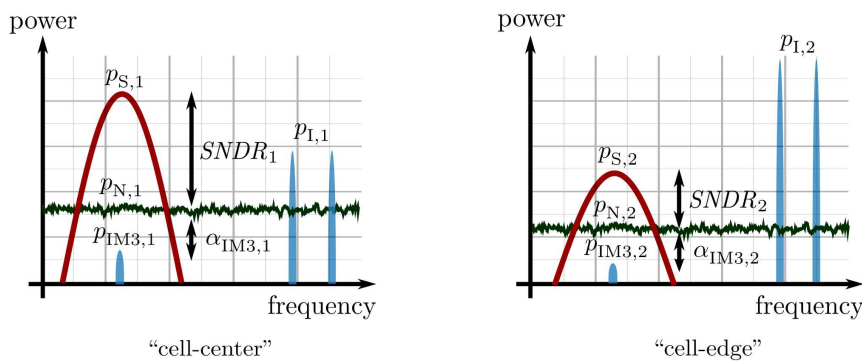 power
p_S,1
SNDR_1
p_I,1
p_N,1
p_IM3,1
α_IM3,1
frequency
“cell-center”
power
p_I,2
p_S,2
SNDR_2
p_N,2
p_IM3,2
α_IM3,2
frequency
“cell-edge”